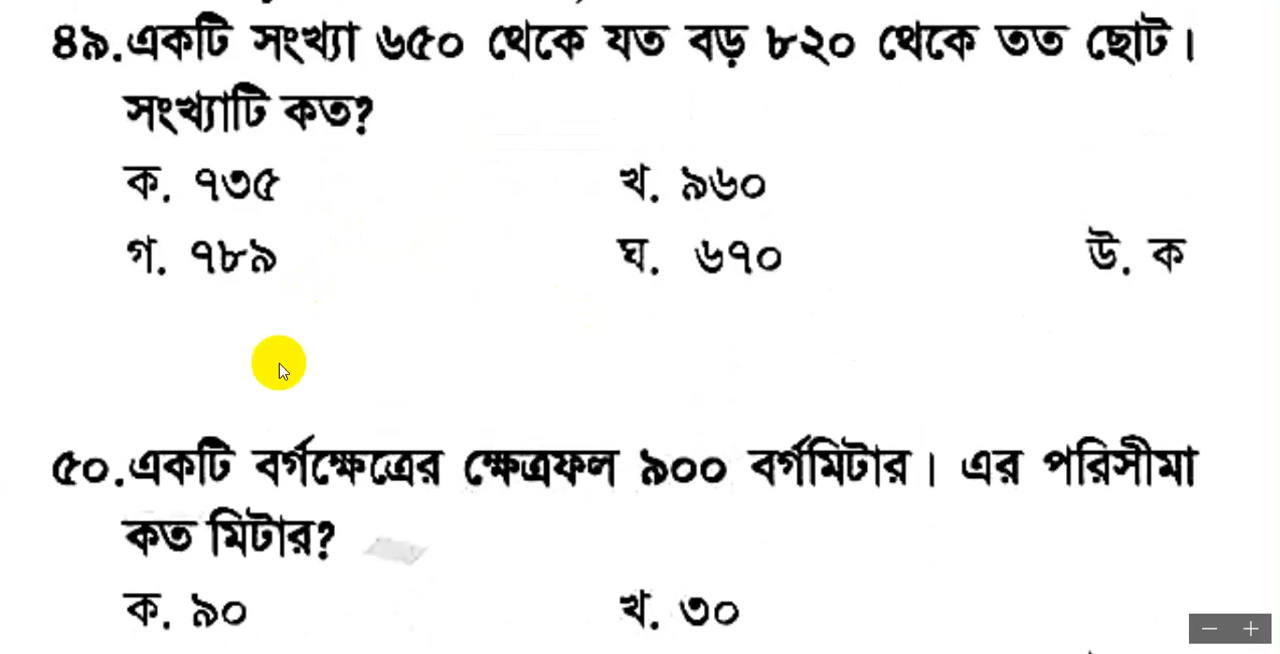 ৪৯.একটি সংখ্যা ৬৫০ থেকে যত বড় ৮২০ থেকে তত ছোট।
সংখ্যাটি কত?
ক. ৭৩৫ খ. ৯৬০
গ. ৭৮৯ ঘ. ৬৭০ উ. ক
৫০.একটি বর্গক্ষেত্রের ক্ষেত্রফল ৯০০ বর্গমিটার। এর পরিসীমা
কত মিটার?
ক. ৯০ খ. ৩০